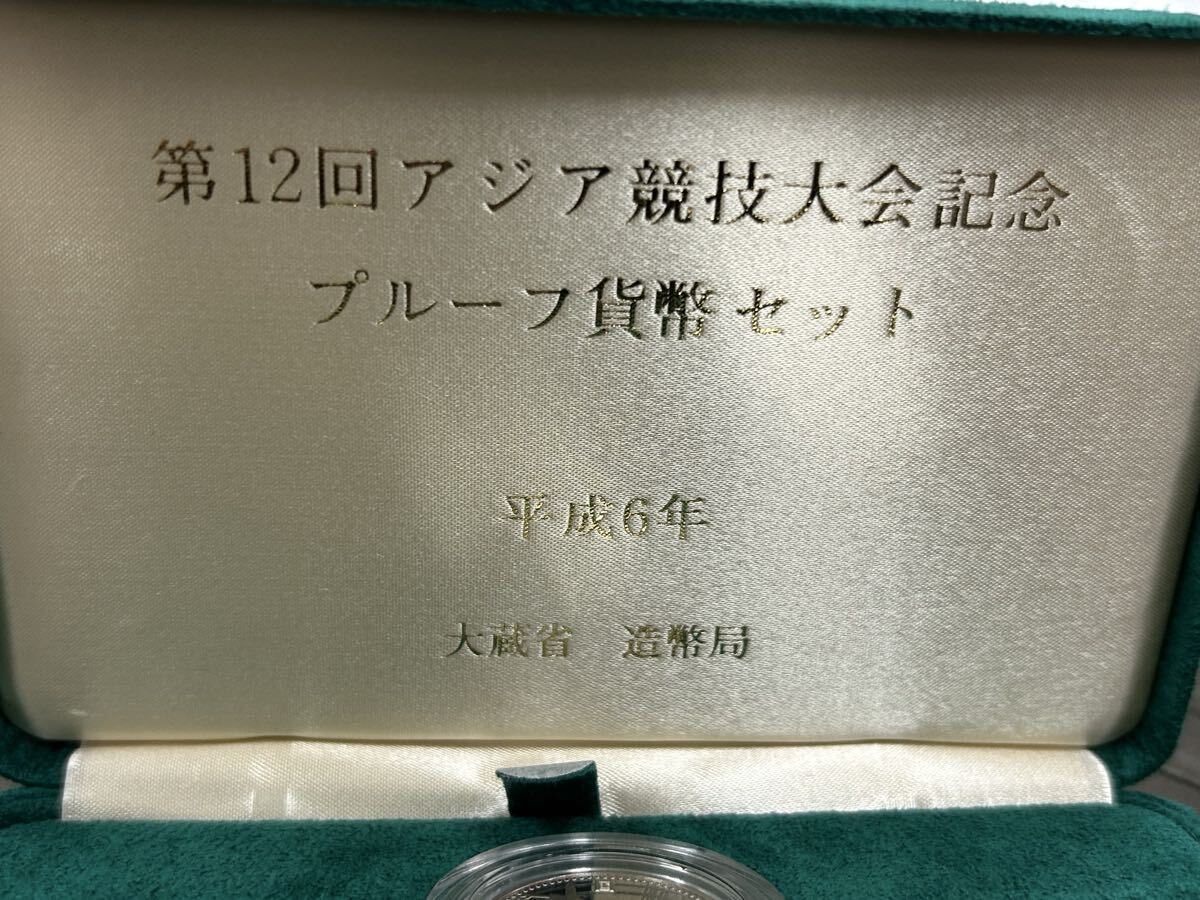 第12回アジア競技大会記念
プルーフ貨幣セット
平成6年
大蔵省 造幣局
回